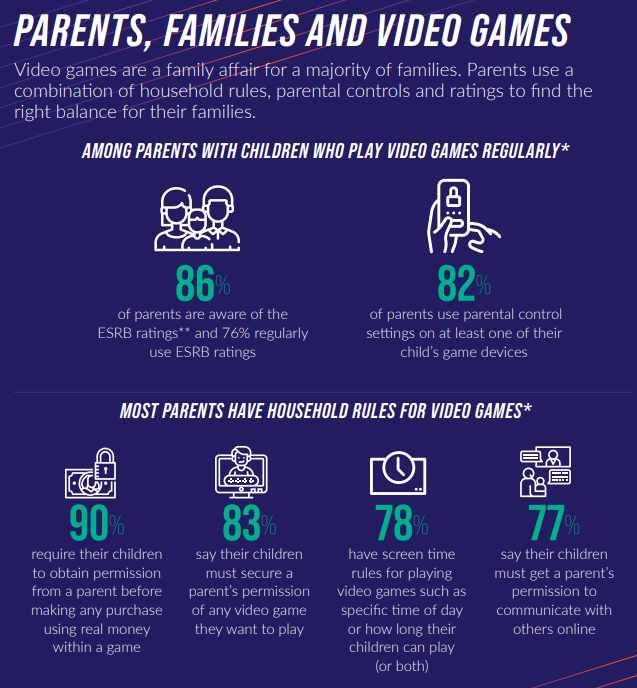 PARENTS, FAMILIES AND VIDEO GAMES
Video games are a family affair for a majority of families. Parents use a
combination of household rules, parental controls and ratings to find the
right balance for their families.
AMONG PARENTS WITH CHILDREN WHO PLAY VIDEO GAMES REGULARLY*
86%
of parents are aware of the
ESRB ratings** and 76% regularly
use ESRB ratings
82%
of parents use parental control
settings on at least one of their
child's game devices
MOST PARENTS HAVE HOUSEHOLD RULES FOR VIDEO GAMES*
90%
require their children
to obtain permission
from a parent before
making any purchase
using real money
within a game
83%
say their children
must secure a
parent's permission
of any video game
they want to play
78%
have screen time
rules for playing
video games such as
specific time of day
or how long their
children can play
(or both)
77%
say their children
must get a parent's
permission to
communicate with
others online